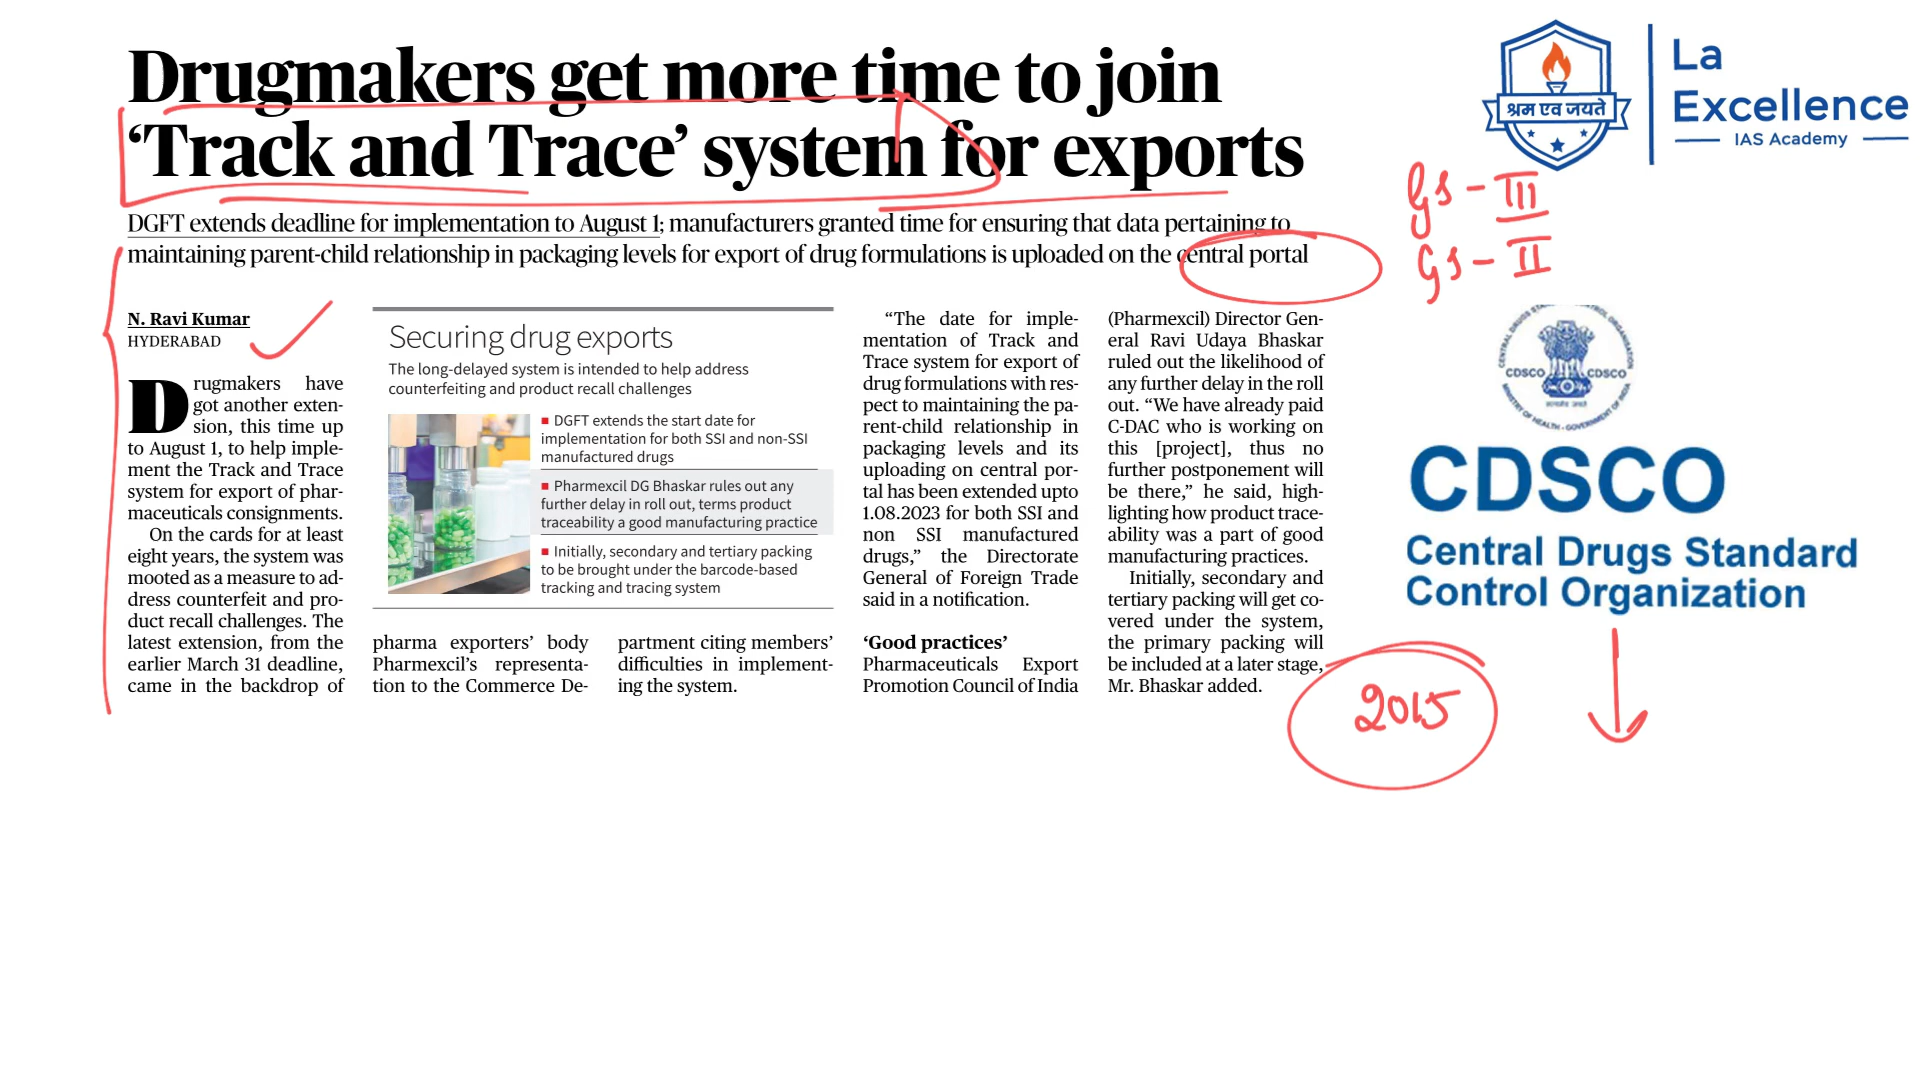 Drugmakers get more time to join
‘Track and Trace’ system for exports
DGFT extends deadline for implementation to August 1; manufacturers granted time for ensuring that data pertaining to
maintaining parent-child relationship in packaging levels for export of drug formulations is uploaded on the central portal
N. Ravi Kumar
HYDERABAD
Drugmakers have
got another exten-
sion, this time up
to August 1, to help imple-
ment the Track and Trace
system for export of phar-
maceuticals consignments.
On the cards for at least
eight years, the system was
mooted as a measure to ad-
dress counterfeit and pro-
duct recall challenges. The
latest extension, from the
earlier March 31 deadline,
came in the backdrop of
Securing drug exports
The long-delayed system is intended to help address
counterfeiting and product recall challenges
■ DGFT extends the start date for
implementation for both SSI and non-SSI
manufactured drugs
■ Pharmexcil DG Bhaskar rules out any
further delay in roll out, terms product
traceability a good manufacturing practice
■ Initially, secondary and tertiary packing
to be brought under the barcode-based
tracking and tracing system
pharma exporters’ body
Pharmexcil’s representa-
tion to the Commerce De-
partment citing members’
difficulties in implement-
ing the system.
“The date for imple-
mentation of Track and
Trace system for export of
drug formulations with res-
pect to maintaining the pa-
rent-child relationship in
packaging levels and its
uploading on central por-
tal has been extended upto
1.08.2023 for both SSI and
non SSI manufactured
drugs,” the Directorate
General of Foreign Trade
said in a notification.
‘Good practices’
Pharmaceuticals Export
Promotion Council of India
(Pharmexcil) Director Gen-
eral Ravi Udaya Bhaskar
ruled out the likelihood of
any further delay in the roll
out. “We have already paid
C-DAC who is working on
this [project], thus no
further postponement will
be there,” he said, high-
lighting how product trace-
ability was a part of good
manufacturing practices.
Initially, secondary and
tertiary packing will get co-
vered under the system,
the primary packing will
be included at a later stage,
Mr. Bhaskar added.
2015
श्रम एव जयते
La
Excellence
IAS Academy
GS - III
GS - II
CDSCO CDSCO
CDSCO
Central Drugs Standard
Control Organization